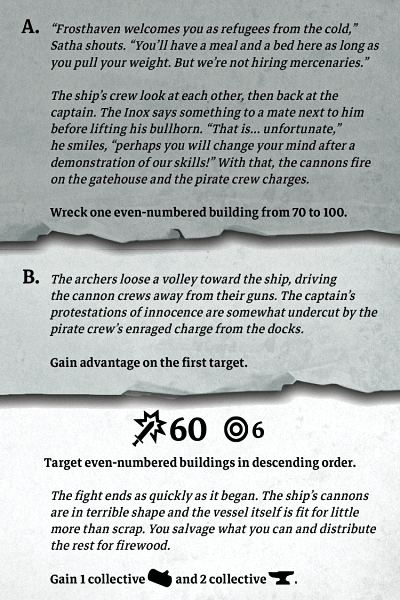 A. “Frosthaven welcomes you as refugees from the cold,”
Satha shouts. “You’ll have a meal and a bed here as long as
you pull your weight. But we’re not hiring mercenaries.”
The ship’s crew look at each other, then back at the
captain. The Inox says something to a mate next to him
before lifting his bullhorn. “That is... unfortunate,”
he smiles, “perhaps you will change your mind after a
demonstration of our skills!” With that, the cannons fire
on the gatehouse and the pirate crew charges.
Wreck one even-numbered building from 70 to 100.
B. The archers loose a volley toward the ship, driving
the cannon crews away from their guns. The captain’s
protestations of innocence are somewhat undercut by the
pirate crew’s enraged charge from the docks.
Gain advantage on the first target.
60 6
Target even-numbered buildings in descending order.
The fight ends as quickly as it began. The ship’s cannons
are in terrible shape and the vessel itself is fit for little
more than scrap. You salvage what you can and distribute
the rest for firewood.
Gain 1 collective and 2 collective .